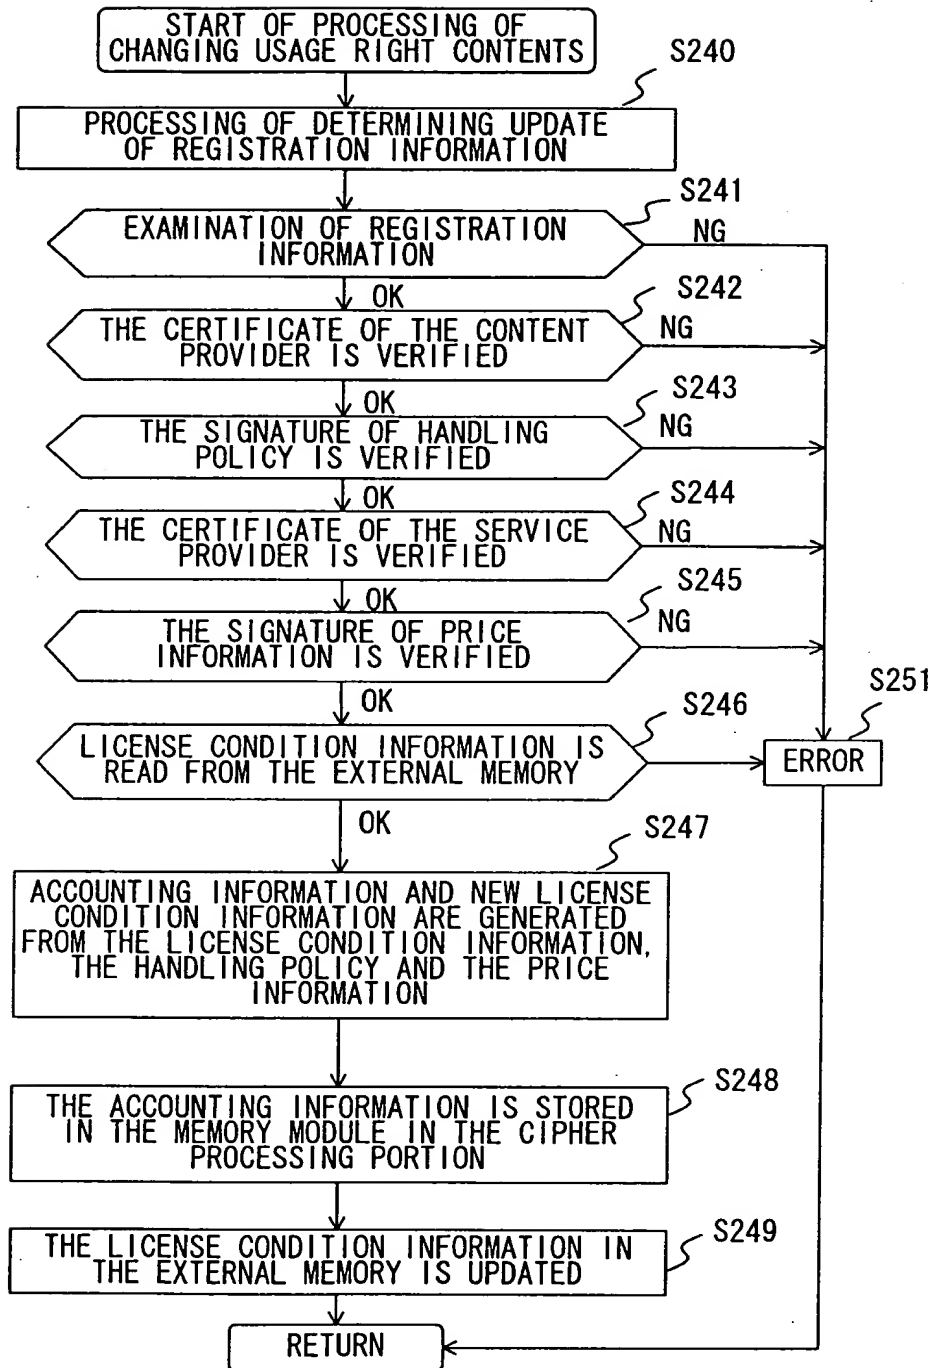 START OF PROCESSING OF
CHANGING USAGE RIGHT CONTENTS
S240
PROCESSING OF DETERMINING UPDATE
OF REGISTRATION INFORMATION
S241
EXAMINATION OF REGISTRATION
INFORMATION
NG
OK
S242
THE CERTIFICATE OF THE CONTENT
PROVIDER IS VERIFIED
NG
OK
S243
THE SIGNATURE OF HANDLING
POLICY IS VERIFIED
NG
OK
S244
THE CERTIFICATE OF THE SERVICE
PROVIDER IS VERIFIED
NG
OK
S245
THE SIGNATURE OF PRICE
INFORMATION IS VERIFIED
NG
OK
S246
LICENSE CONDITION INFORMATION IS
READ FROM THE EXTERNAL MEMORY
S251
ERROR
OK
S247
ACCOUNTING INFORMATION AND NEW LICENSE
CONDITION INFORMATION ARE GENERATED
FROM THE LICENSE CONDITION INFORMATION,
THE HANDLING POLICY AND THE PRICE
INFORMATION
S248
THE ACCOUNTING INFORMATION IS STORED
IN THE MEMORY MODULE IN THE CIPHER
PROCESSING PORTION
S249
THE LICENSE CONDITION INFORMATION IN
THE EXTERNAL MEMORY IS UPDATED
RETURN